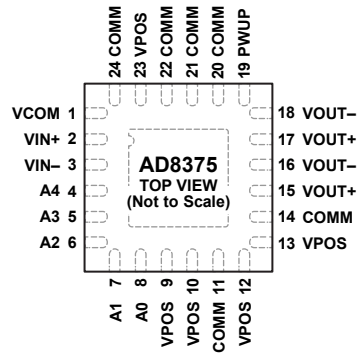 24 COMM
23 VPOS
22 COMM
21 COMM
20 COMM
19 PWUP
VCOM 1
VIN+ 2
VIN– 3
A4 4
A3 5
A2 6
AD8375
TOP VIEW
(Not to Scale)
18 VOUT–
17 VOUT+
16 VOUT–
15 VOUT+
14 COMM
13 VPOS
A1 7
A0 8
VPOS 9
VPOS 10
COMM 11
VPOS 12